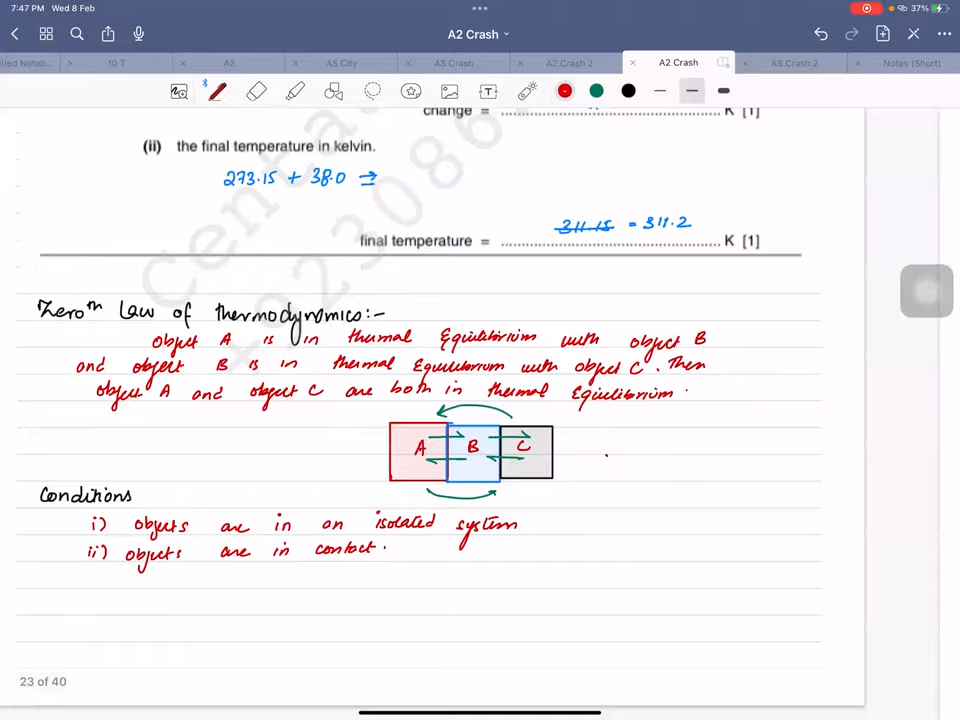 7:47 PM Wed 8 Feb
37%
A2 Crash
tled Noteb...
10 T
A2
AS City
AS Crash
A2 Crash 2
A2 Crash
AS Crash 2
Notes (Short)
change = ........ K [1]
(ii) the final temperature in kelvin.
273.15 + 38.0 ⇒
311.15 = 311.2
final temperature = ........ K [1]
Zeroth Law of thermodynamics:-
object A is in thermal Equilibrium with object B
and object B is in thermal Equilibrium with object C. Then
object A and object C are both in thermal Equilibrium.
A B C
Conditions
i) objects are in an isolated system
ii) objects are in contact.
23 of 40